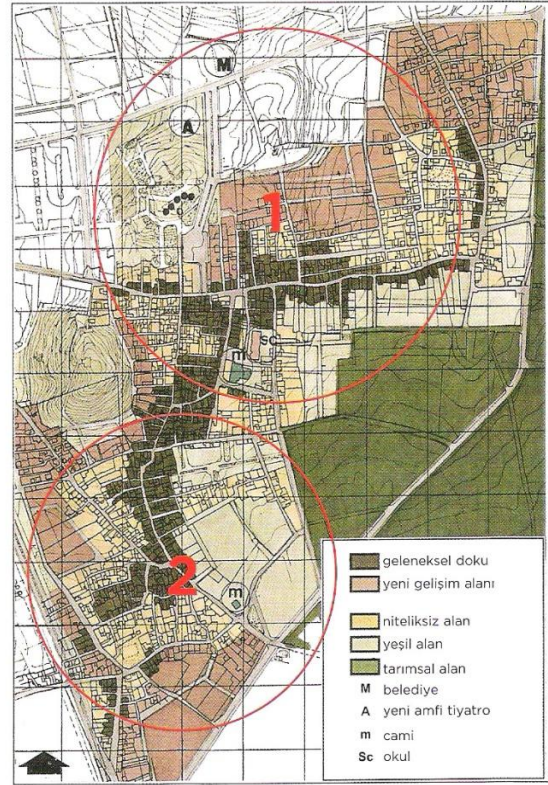 M
A
1
sc
m
2
m
geleneksel doku
yeni gelişim alanı
niteliksiz alan
yeşil alan
tarımsal alan
M belediye
A yeni amfi tiyatro
m cami
Sc okul